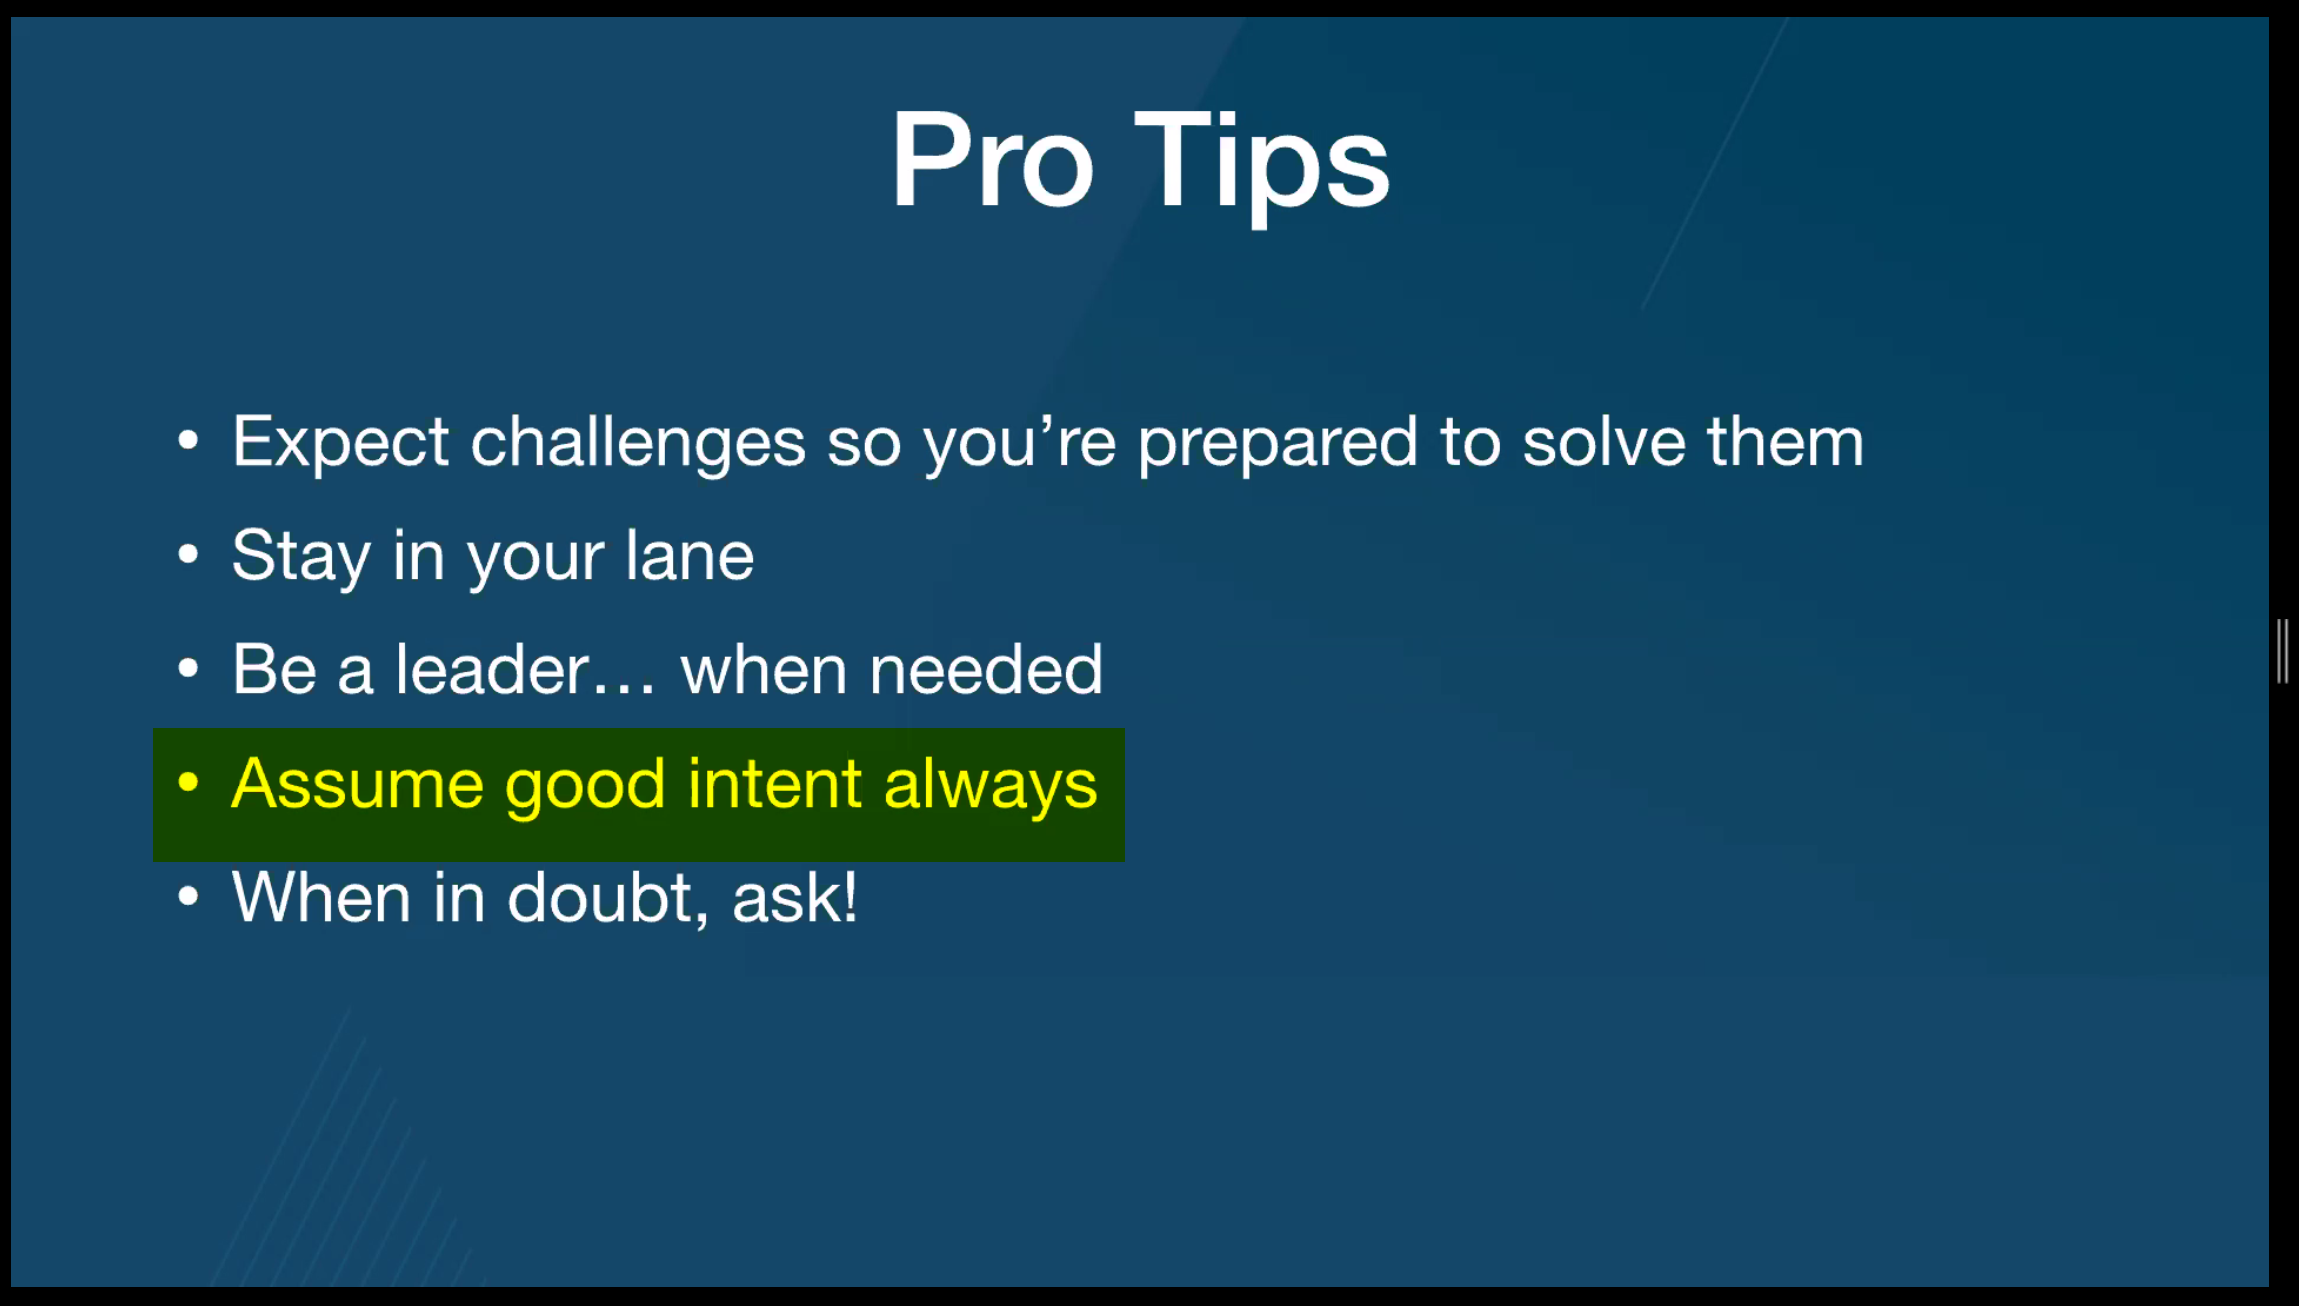 Pro Tips
• Expect challenges so you’re prepared to solve them
• Stay in your lane
• Be a leader… when needed
• Assume good intent always
• When in doubt, ask!